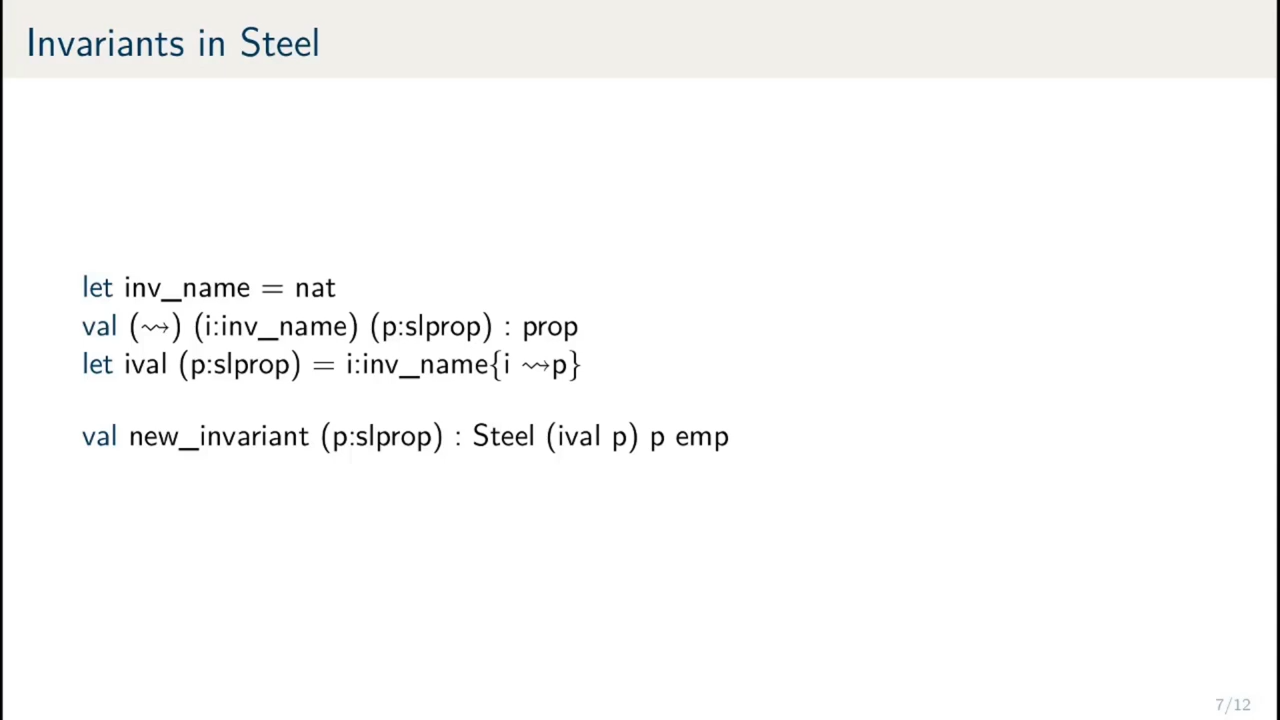 Invariants in Steel
let inv_name = nat
val (⇝) (i:inv_name) (p:slprop) : prop
let ival (p:slprop) = i:inv_name{i ⇝p}
val new_invariant (p:slprop) : Steel (ival p) p emp
7/12